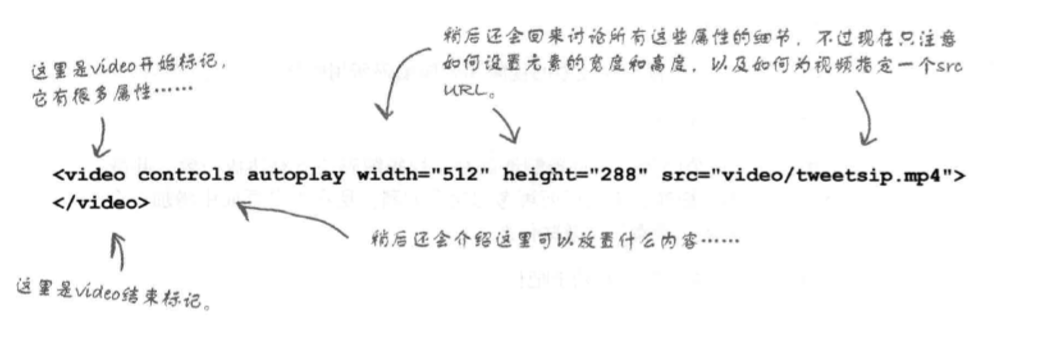 稍后还会回来讨论所有这些属性的细节，不过现在只注意
如何设置元素的宽度和高度，以及如何为视频指定一个src
URL。
这里是video开始标记，
它有很多属性……
<video controls autoplay width="512" height="288" src="video/tweetsip.mp4">
</video>
稍后还会介绍这里可以放置什么内容……
这里是video结束标记。